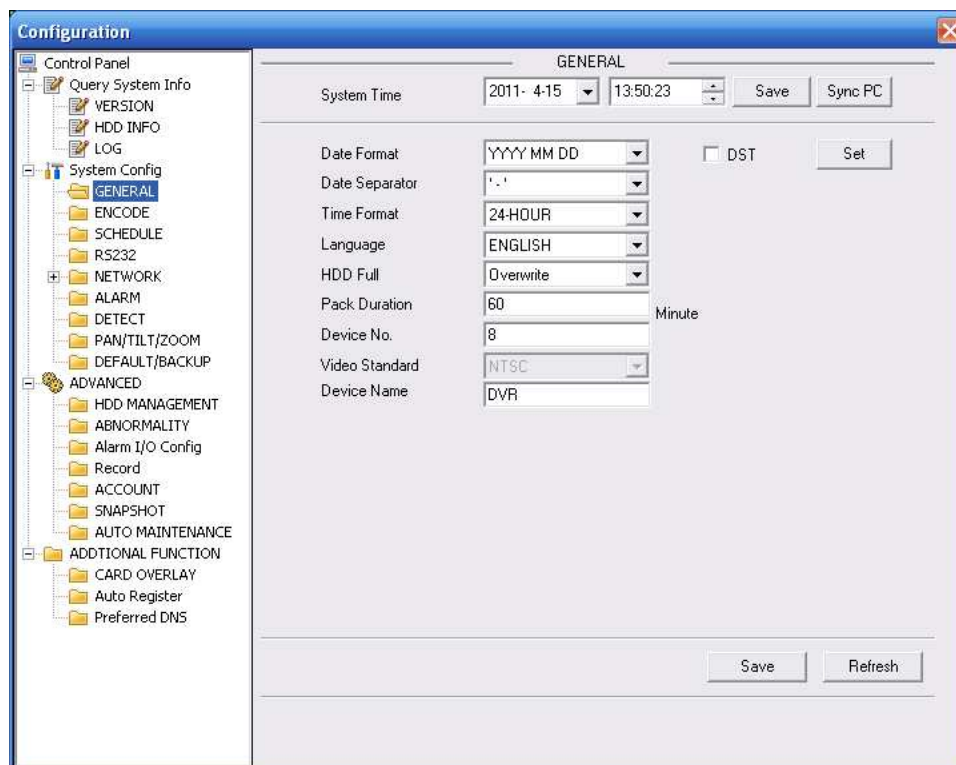 Configuration
Control Panel
Query System Info
VERSION
HDD INFO
LOG
System Config
GENERAL
ENCODE
SCHEDULE
RS232
NETWORK
ALARM
DETECT
PAN/TILT/ZOOM
DEFAULT/BACKUP
ADVANCED
HDD MANAGEMENT
ABNORMALITY
Alarm I/O Config
Record
ACCOUNT
SNAPSHOT
AUTO MAINTENANCE
ADDTIONAL FUNCTION
CARD OVERLAY
Auto Register
Preferred DNS
GENERAL
System Time 2011- 4-15 13:50:23 Save Sync PC
Date Format YYYY MM DD DST Set
Date Separator '-'
Time Format 24-HOUR
Language ENGLISH
HDD Full Overwrite
Pack Duration 60 Minute
Device No. 8
Video Standard NTSC
Device Name DVR
Save Refresh